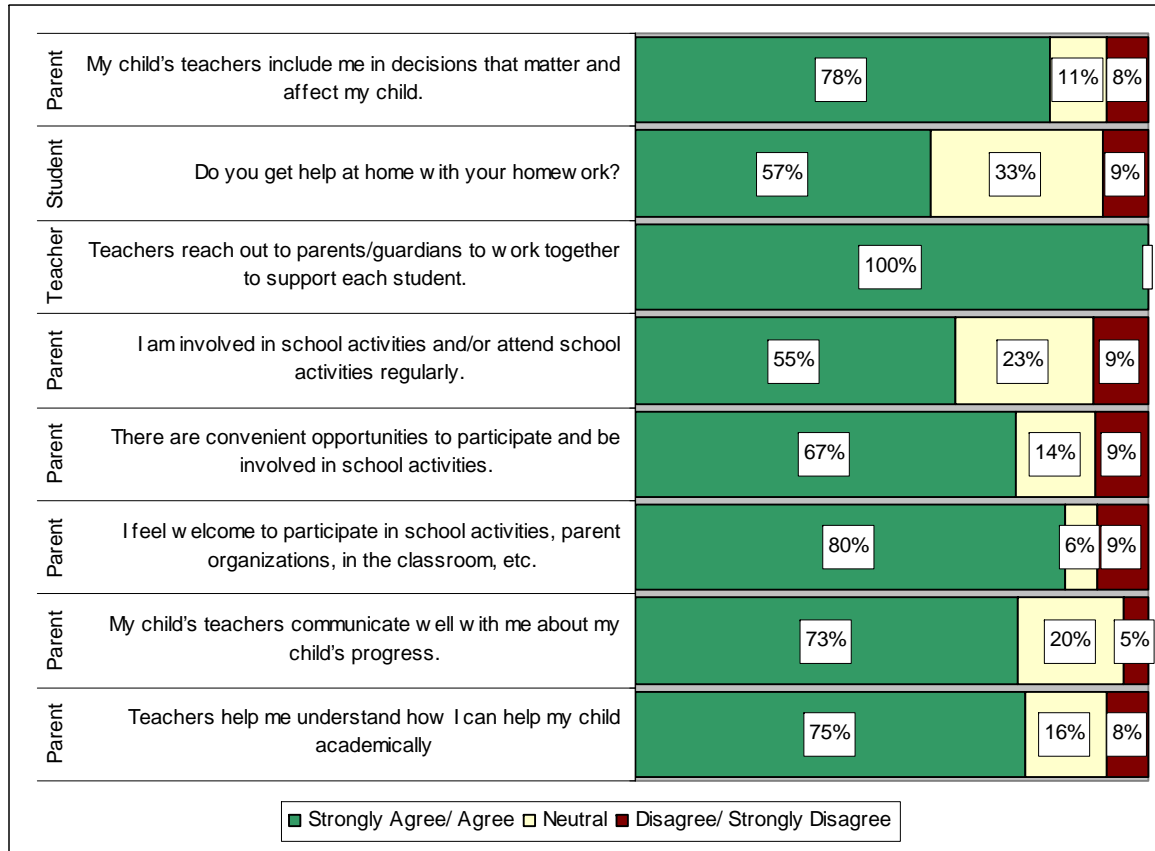 Parent
My child's teachers include me in decisions that matter and
affect my child.
78%
11%
8%
Student
Do you get help at home with your homework?
57%
33%
9%
Teacher
Teachers reach out to parents/guardians to work together
to support each student.
100%
Parent
I am involved in school activities and/or attend school
activities regularly.
55%
23%
9%
Parent
There are convenient opportunities to participate and be
involved in school activities.
67%
14%
9%
Parent
I feel welcome to participate in school activities, parent
organizations, in the classroom, etc.
80%
6%
9%
Parent
My child's teachers communicate well with me about my
child's progress.
73%
20%
5%
Parent
Teachers help me understand how I can help my child
academically
75%
16%
8%
Strongly Agree/ Agree
Neutral
Disagree/ Strongly Disagree